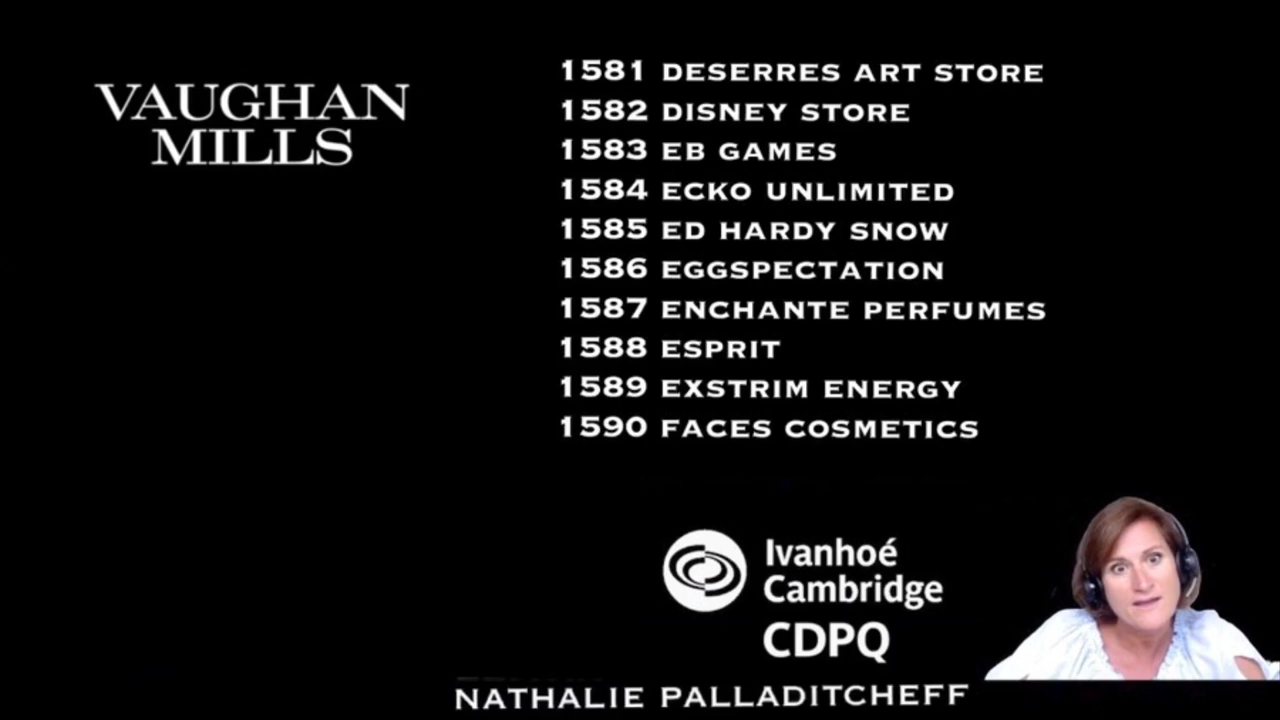 VAUGHAN
MILLS
1581 DESERRES ART STORE
1582 DISNEY STORE
1583 EB GAMES
1584 ECKO UNLIMITED
1585 ED HARDY SNOW
1586 EGGSPECTATION
1587 ENCHANTE PERFUMES
1588 ESPRIT
1589 EXSTRIM ENERGY
1590 FACES COSMETICS
Ivanhoé
Cambridge
CDPQ
NATHALIE PALLADITCHEFF